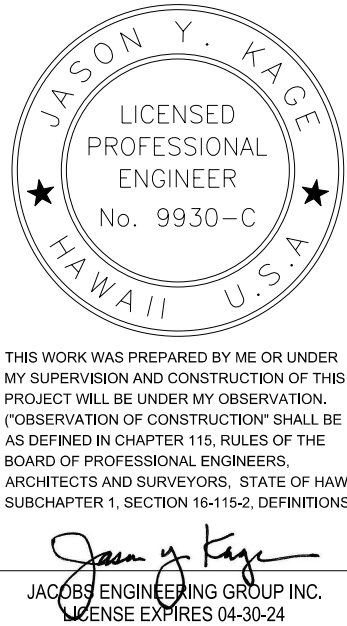 JASON Y. KAGE
LICENSED
PROFESSIONAL
ENGINEER
No. 9930-C
HAWAII U.S.A
THIS WORK WAS PREPARED BY ME OR UNDER
MY SUPERVISION AND CONSTRUCTION OF THIS
PROJECT WILL BE UNDER MY OBSERVATION.
("OBSERVATION OF CONSTRUCTION" SHALL BE
AS DEFINED IN CHAPTER 115, RULES OF THE
BOARD OF PROFESSIONAL ENGINEERS,
ARCHITECTS AND SURVEYORS, STATE OF HAW
SUBCHAPTER 1, SECTION 16-115-2, DEFINITIONS
Jason Y Kage
JACOBS ENGINEERING GROUP INC.
LICENSE EXPIRES 04-30-24